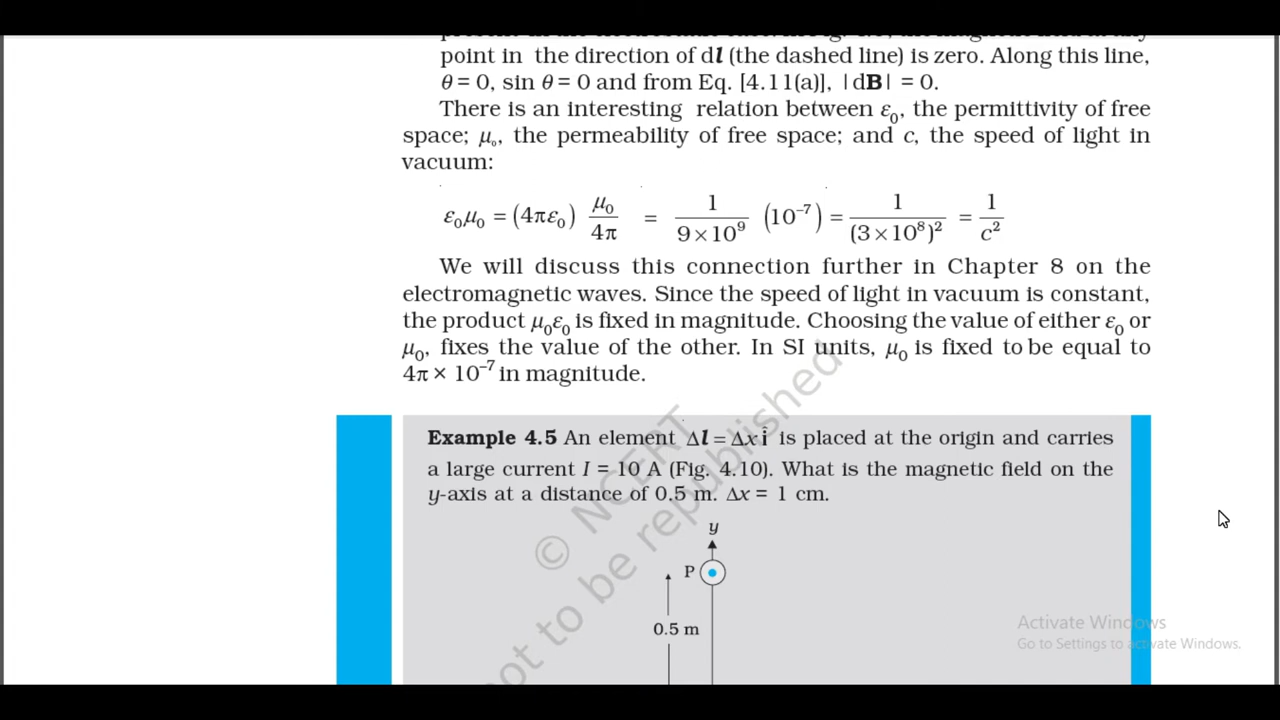 point in the direction of dl (the dashed line) is zero. Along this line,
θ = 0, sin θ = 0 and from Eq. [4.11(a)], |dB| = 0.
There is an interesting relation between ε₀, the permittivity of free
space; μ₀, the permeability of free space; and c, the speed of light in
vacuum:
ε₀μ₀ = (4πε₀) μ₀/4π = 1/9×10⁹ (10⁻⁷) = 1/(3×10⁸)² = 1/c²
We will discuss this connection further in Chapter 8 on the
electromagnetic waves. Since the speed of light in vacuum is constant,
the product μ₀ε₀ is fixed in magnitude. Choosing the value of either ε₀ or
μ₀, fixes the value of the other. In SI units, μ₀ is fixed to be equal to
4π × 10⁻⁷ in magnitude.
Example 4.5 An element Δl = Δx î is placed at the origin and carries
a large current I = 10 A (Fig. 4.10). What is the magnetic field on the
y-axis at a distance of 0.5 m. Δx = 1 cm.
y
P
0.5 m
© NCERT
not to be republished
Activate Windows
Go to Settings to activate Windows.